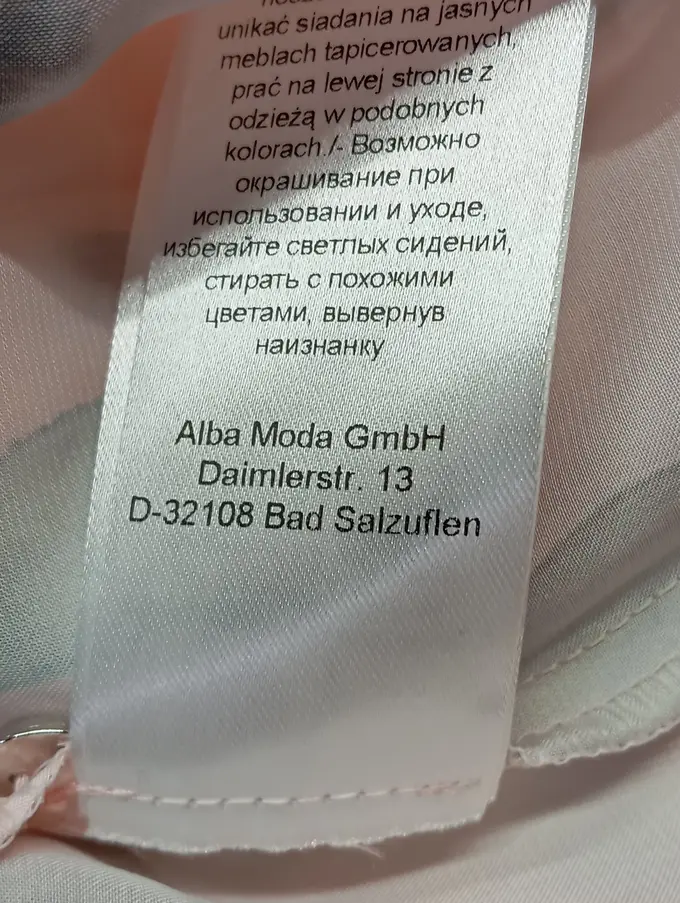 unikać siadania na jasnych
meblach tapicerowanych,
prać na lewej stronie z
odzieżą w podobnych
kolorach./- Возможно
окрашивание при
использовании и уходе,
избегайте светлых сидений,
стирать с похожими
цветами, вывернув
наизнанку
Alba Moda GmbH
Daimlerstr. 13
D-32108 Bad Salzuflen